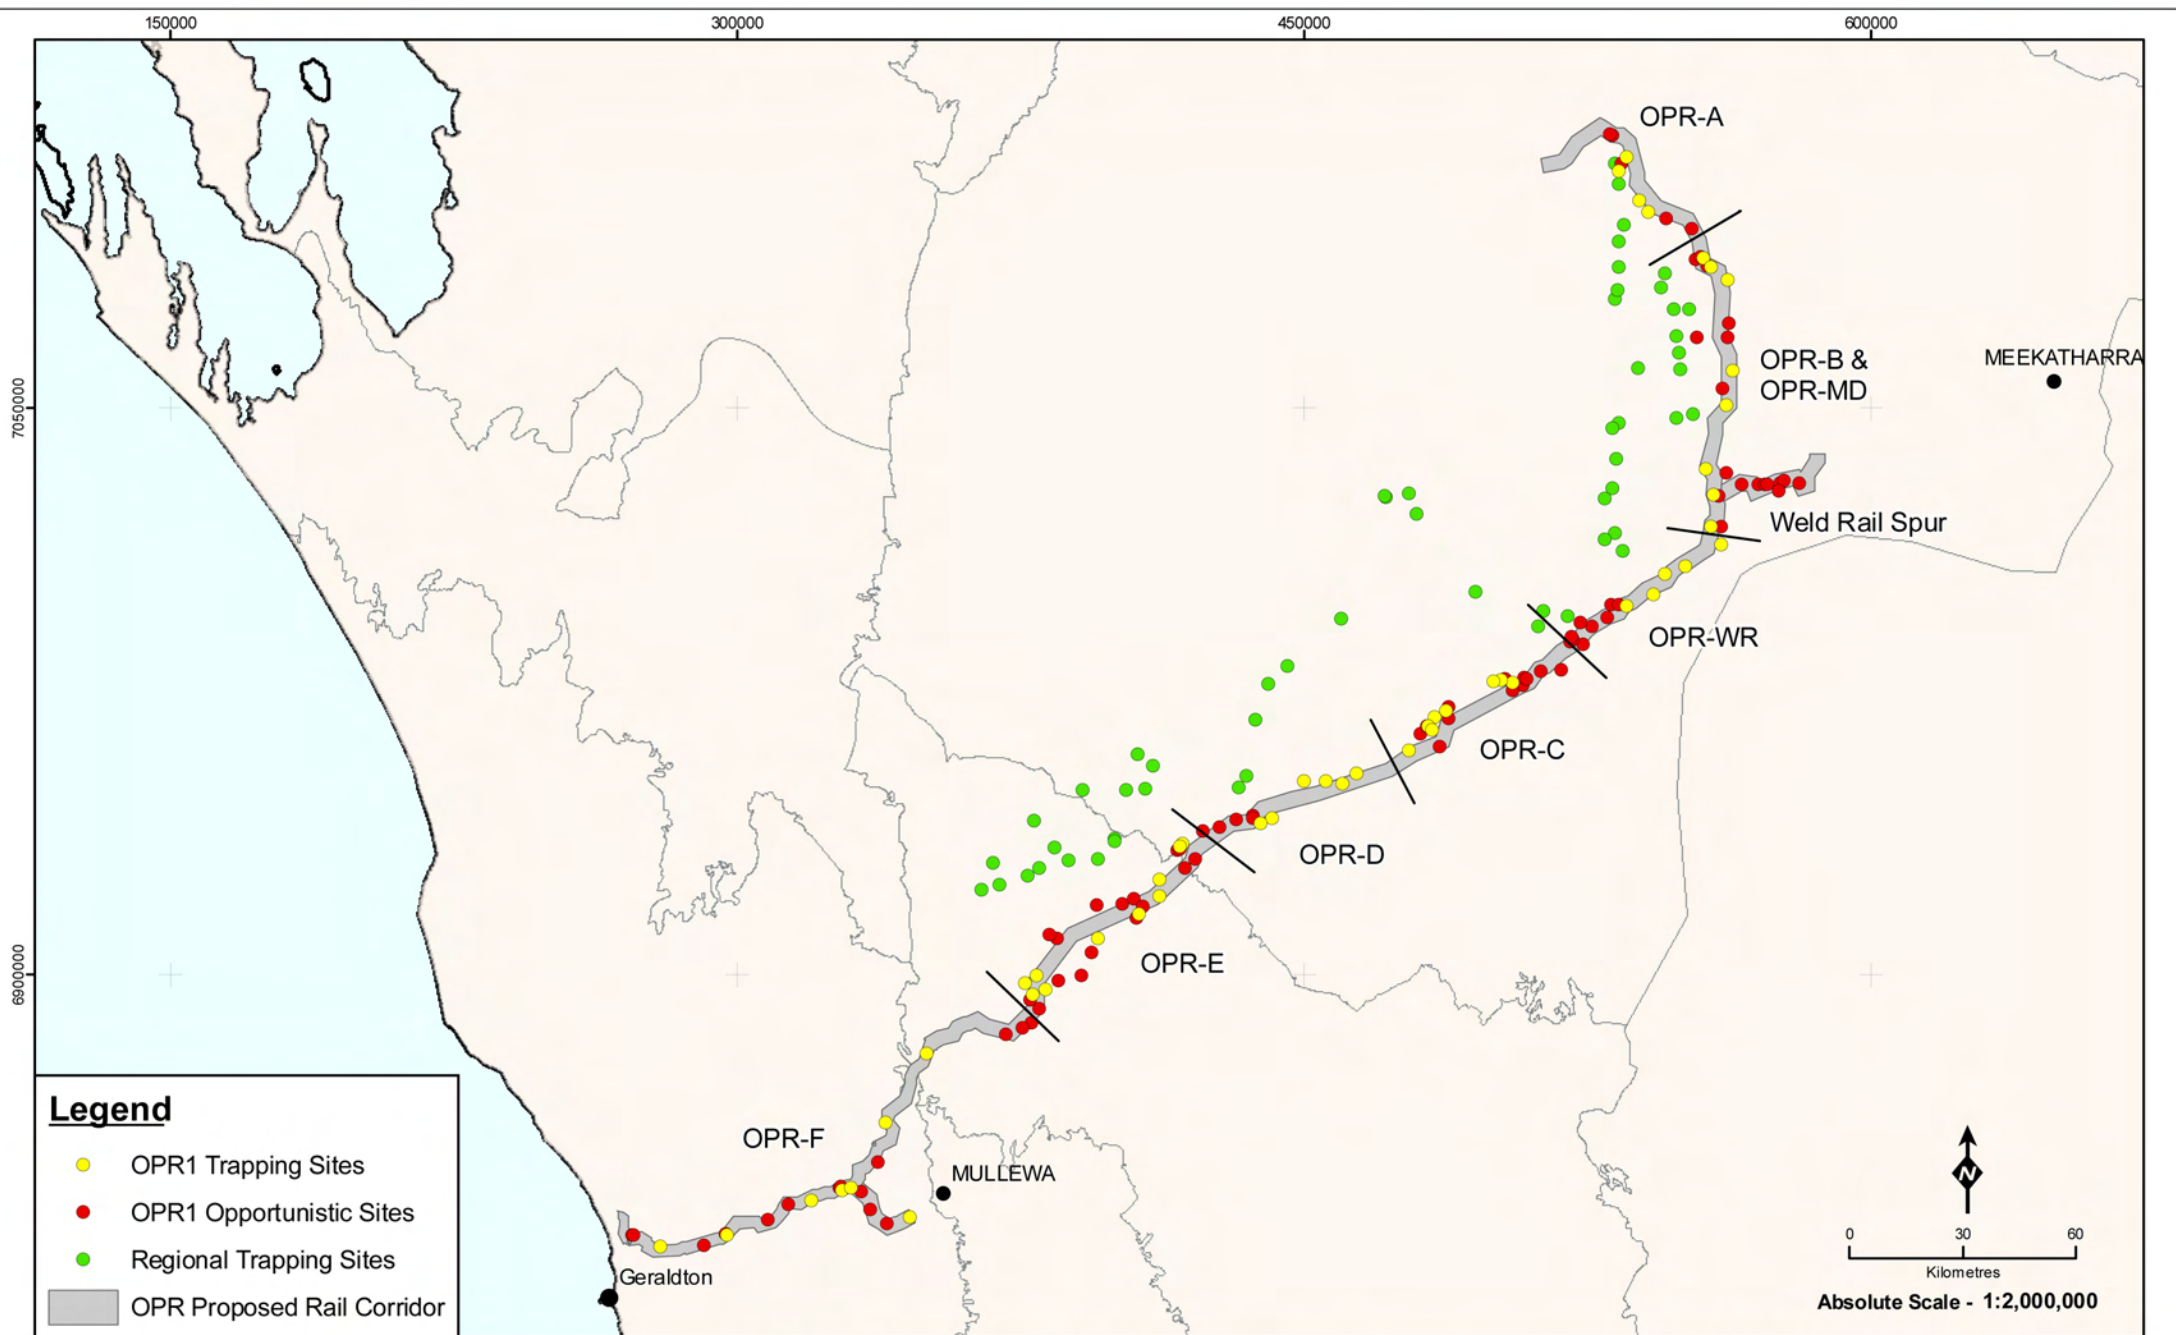 150000
300000
450000
600000
OPR-A
OPR-B &
OPR-MD
MEEKATHARRA
7050000
Weld Rail Spur
OPR-WR
OPR-C
OPR-D
OPR-E
6900000
OPR-F
MULLEWA
Geraldton
Legend
OPR1 Trapping Sites
OPR1 Opportunistic Sites
Regional Trapping Sites
OPR Proposed Rail Corridor
N
0 30 60
Kilometres
Absolute Scale - 1:2,000,000